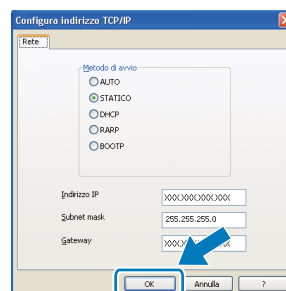 Configura indirizzo TCP/IP
Rete
Metodo di avvio
AUTO
STATICO
DHCP
RARP
BOOTP
Indirizzo IP XXX.XXX.XXX.XXX
Subnet mask 255.255.255.0
Gateway
OK Annulla ?